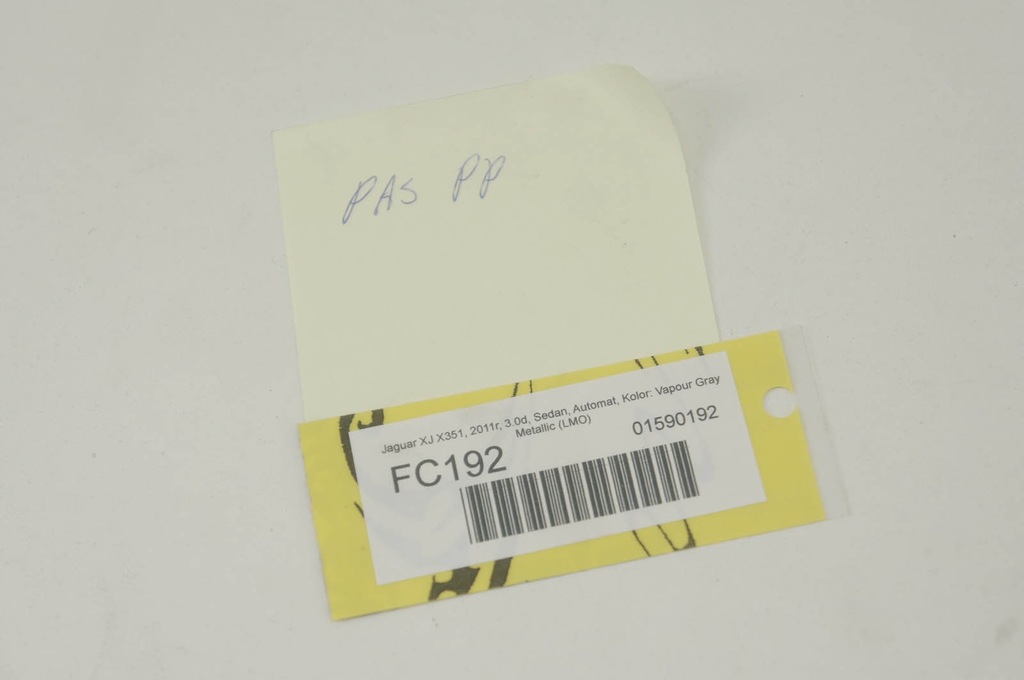 PAS PP
Jaguar XJ X351, 2011r, 3.0d, Sedan, Automat, Kolor: Vapour Gray
Metallic (LMO)
01590192
FC192